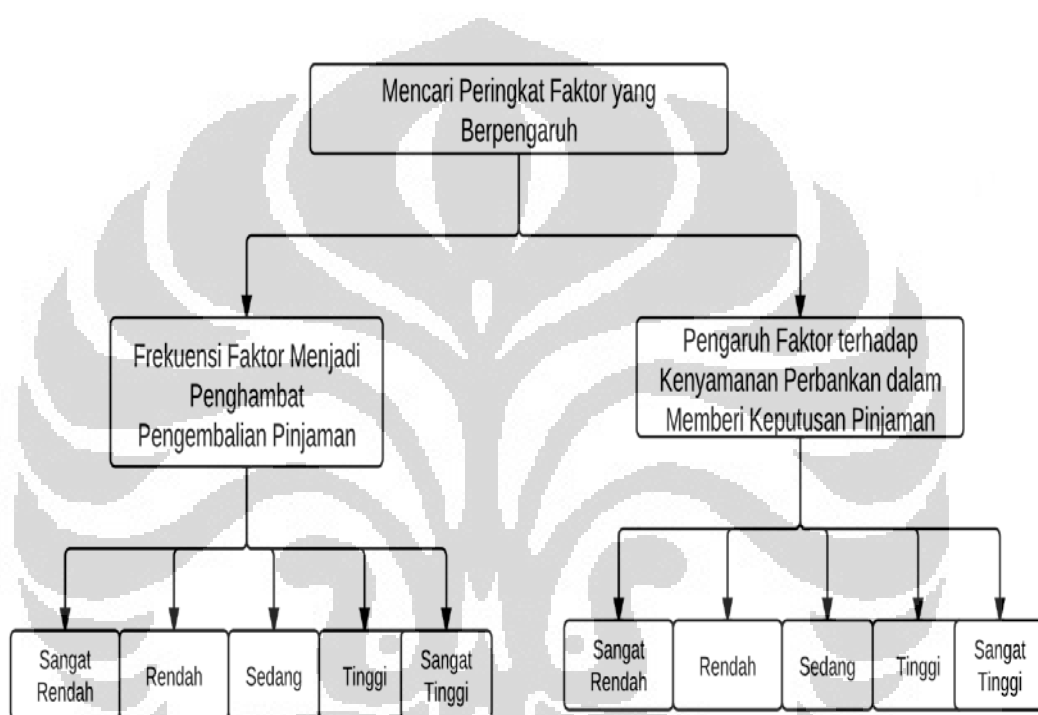 Mencari Peringkat Faktor yang
Berpengaruh
Frekuensi Faktor Menjadi
Penghambat
Pengembalian Pinjaman
Pengaruh Faktor terhadap
Kenyamanan Perbankan dalam
Memberi Keputusan Pinjaman
Sangat
Rendah
Rendah
Sedang
Tinggi
Sangat
Tinggi
Sangat
Rendah
Rendah
Sedang
Tinggi
Sangat
Tinggi